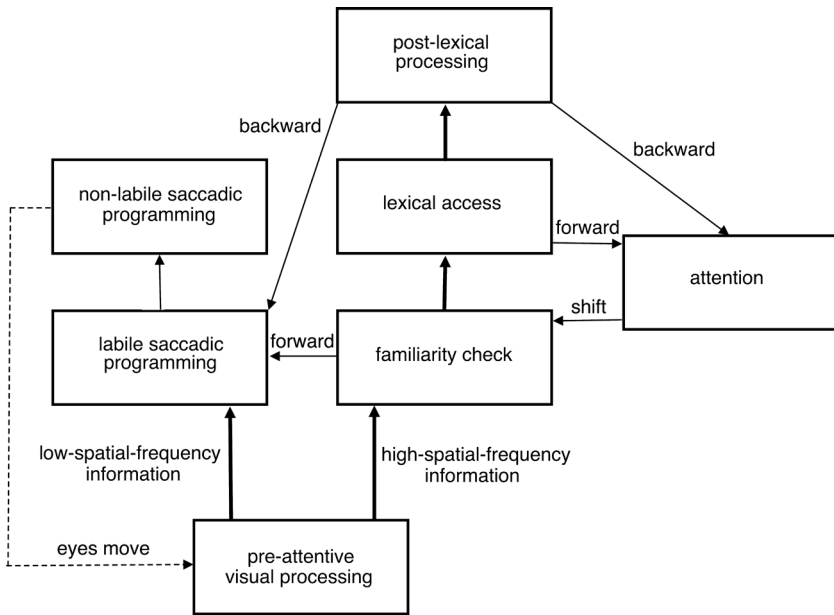 post-lexical
processing
backward
backward
non-labile saccadic
programming
lexical access
forward
attention
shift
labile saccadic
programming
forward
familiarity check
low-spatial-frequency
information
high-spatial-frequency
information
eyes move
pre-attentive
visual processing